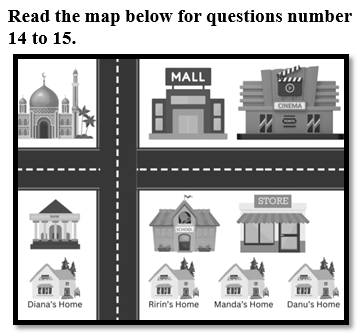 Read the map below for questions number
14 to 15.
MALL
CINEMA
SCHOOL
STORE
Diana's Home
Ririn's Home
Manda's Home
Danu's Home